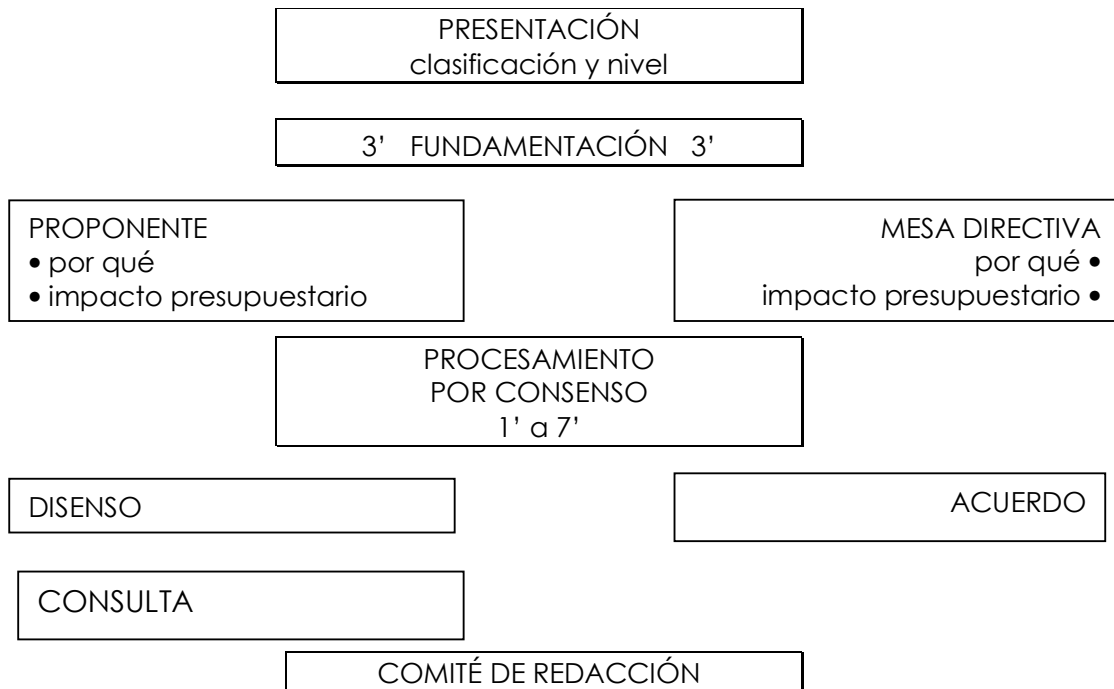 PRESENTACIÓN
clasificación y nivel
3’ FUNDAMENTACIÓN 3’
PROPONENTE
• por qué
• impacto presupuestario
MESA DIRECTIVA
por qué •
impacto presupuestario •
PROCESAMIENTO
POR CONSENSO
1’ a 7’
DISENSO
ACUERDO
CONSULTA
COMITÉ DE REDACCIÓN